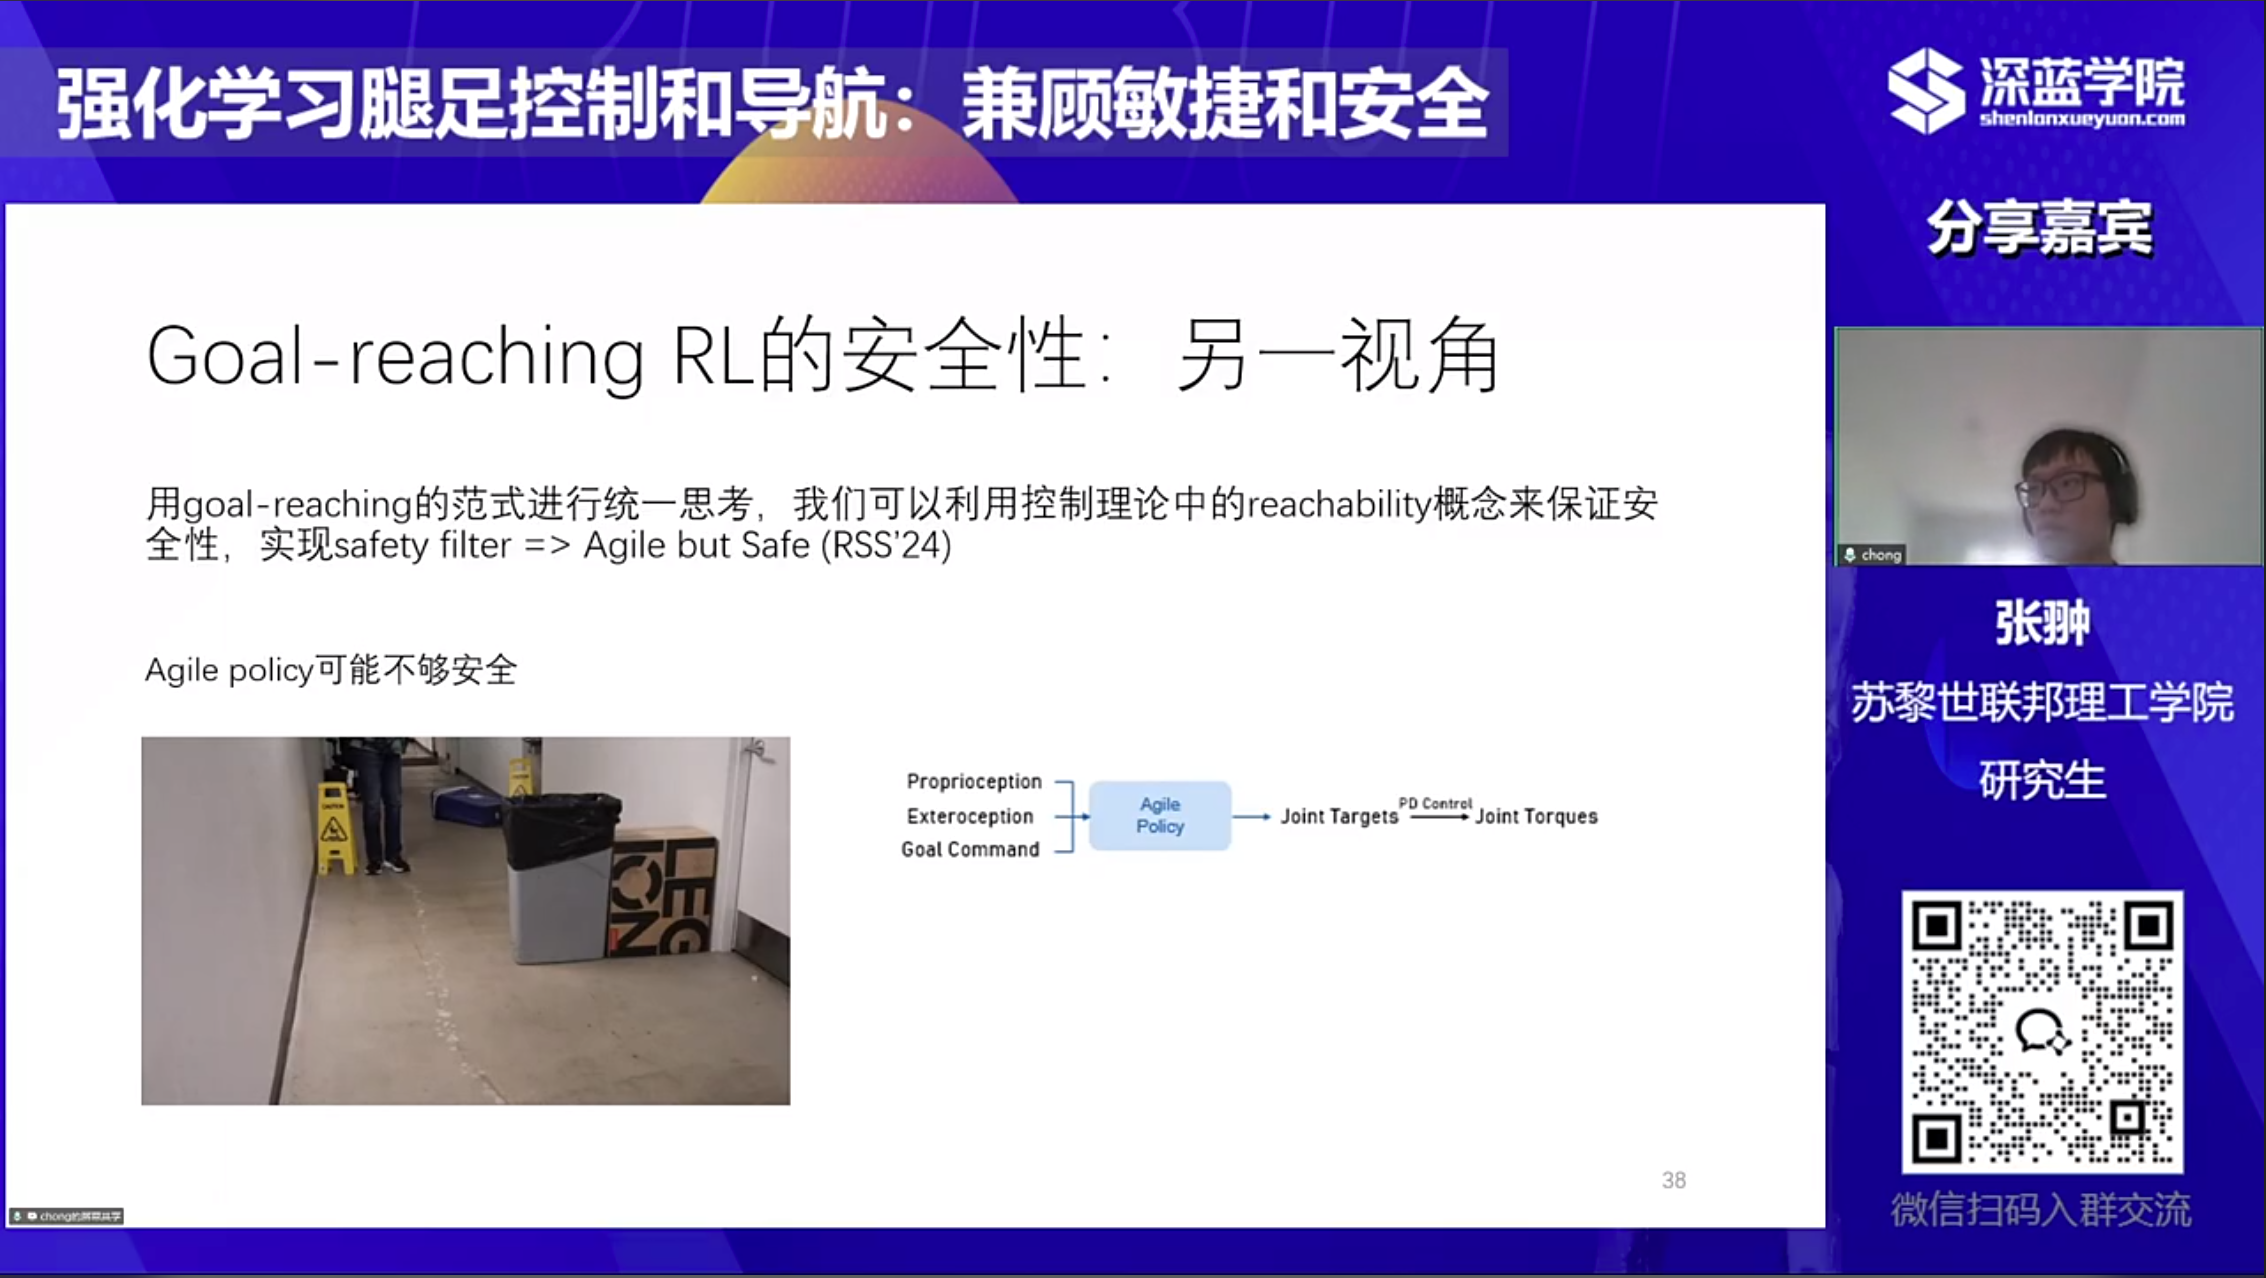 强化学习腿足控制和导航：兼顾敏捷和安全
深蓝学院
shenlanxueyuan.com
分享嘉宾
Goal-reaching RL的安全性：另一视角
用goal-reaching的范式进行统一思考，我们可以利用控制理论中的reachability概念来保证安
全性，实现safety filter => Agile but Safe (RSS'24)
Agile policy可能不够安全
CAUTION
LEG
ION
Proprioception
Exteroception
Goal Command
Agile
Policy
Joint Targets
PD Control
Joint Torques
38
chong的屏幕共享
chong
张翀
苏黎世联邦理工学院
研究生
微信扫码入群交流